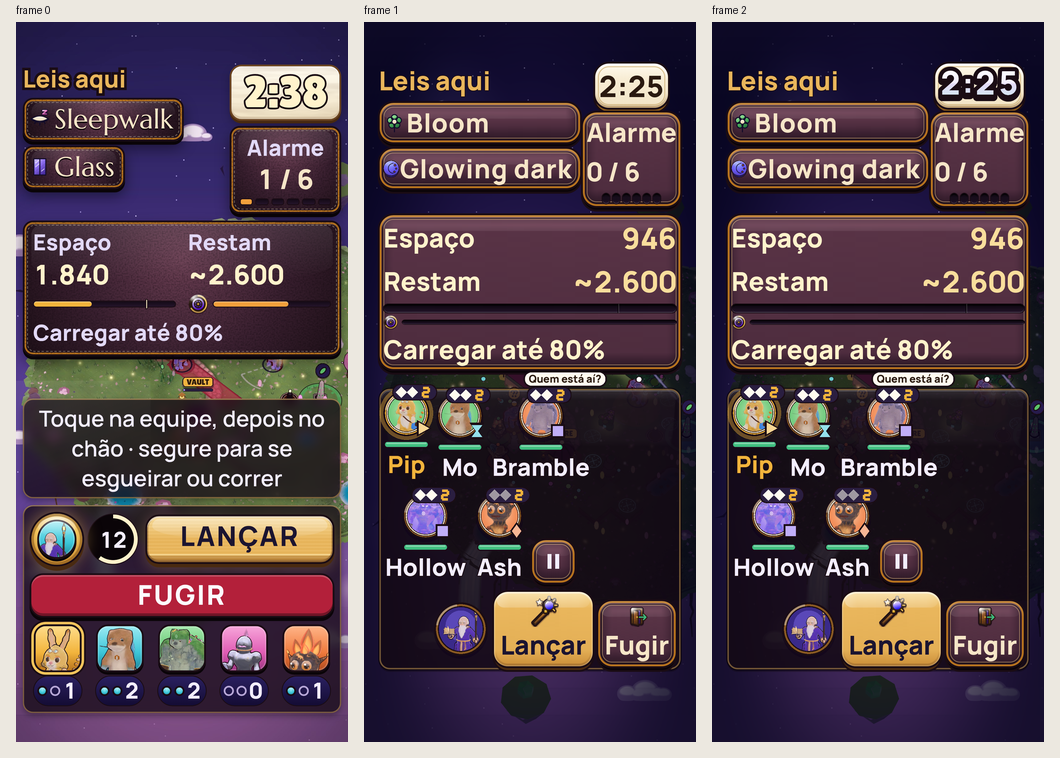 frame 0
Leis aqui
2:38
Sleepwalk
Glass
Alarme
1 / 6
Espaço
Restam
1.840
~2.600
Carregar até 80%
VAULT
Toque na equipe, depois no
chão · segure para se
esgueirar ou correr
12
LANÇAR
FUGIR
1
2
2
0
1
frame 1
Leis aqui
2:25
Bloom
Glowing dark
Alarme
0 / 6
Espaço
946
Restam
~2.600
Carregar até 80%
Quem está aí?
2
2
2
Pip
Mo
Bramble
2
2
Hollow
Ash
Lançar
Fugir
frame 2
Leis aqui
2:25
Bloom
Glowing dark
Alarme
0 / 6
Espaço
946
Restam
~2.600
Carregar até 80%
Quem está aí?
2
2
2
Pip
Mo
Bramble
2
2
Hollow
Ash
Lançar
Fugir